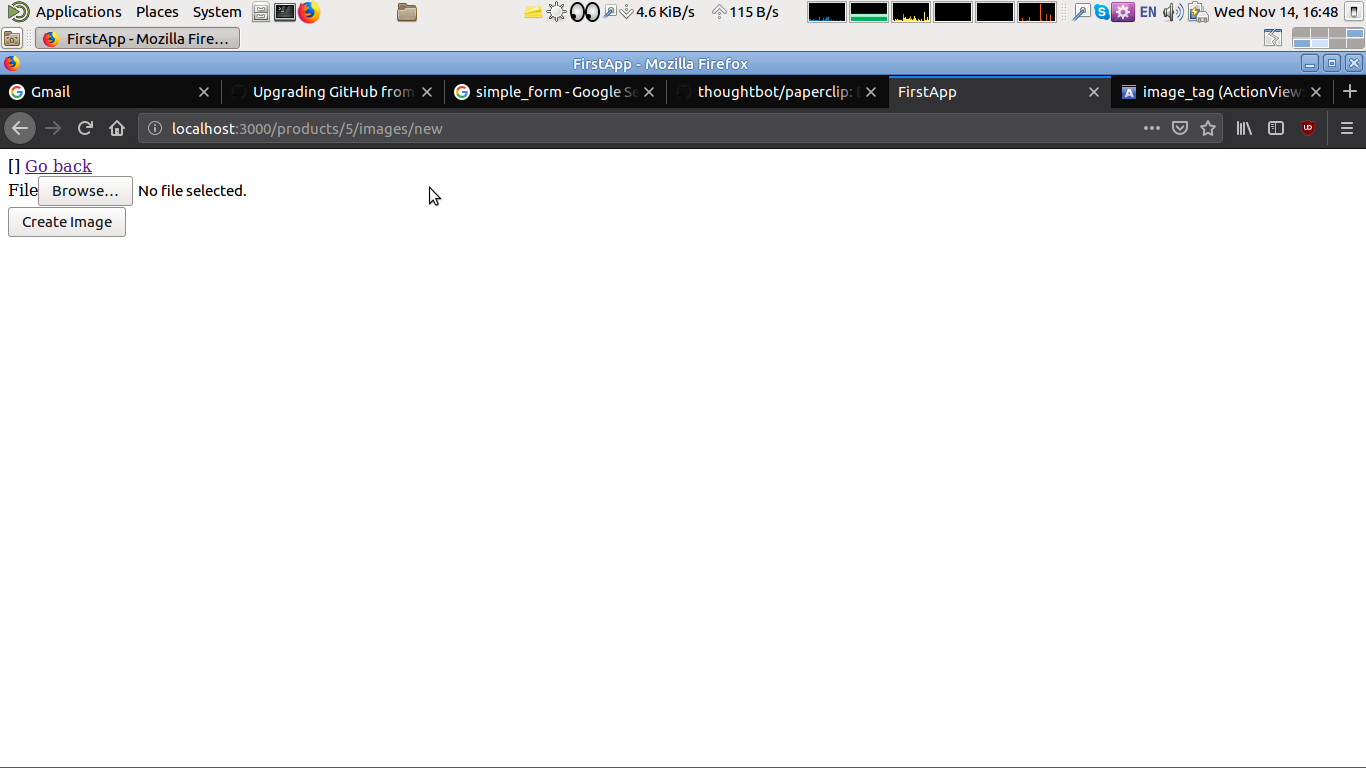 Applications Places System 4.6 KiB/s 115 B/s EN Wed Nov 14, 16:48
FirstApp - Mozilla Fire...
FirstApp - Mozilla Firefox
Gmail Upgrading GitHub from simple_form - Google Se thoughtbot/paperclip: FirstApp image_tag (ActionView:
localhost:3000/products/5/images/new
[] Go back
File Browse... No file selected.
Create Image